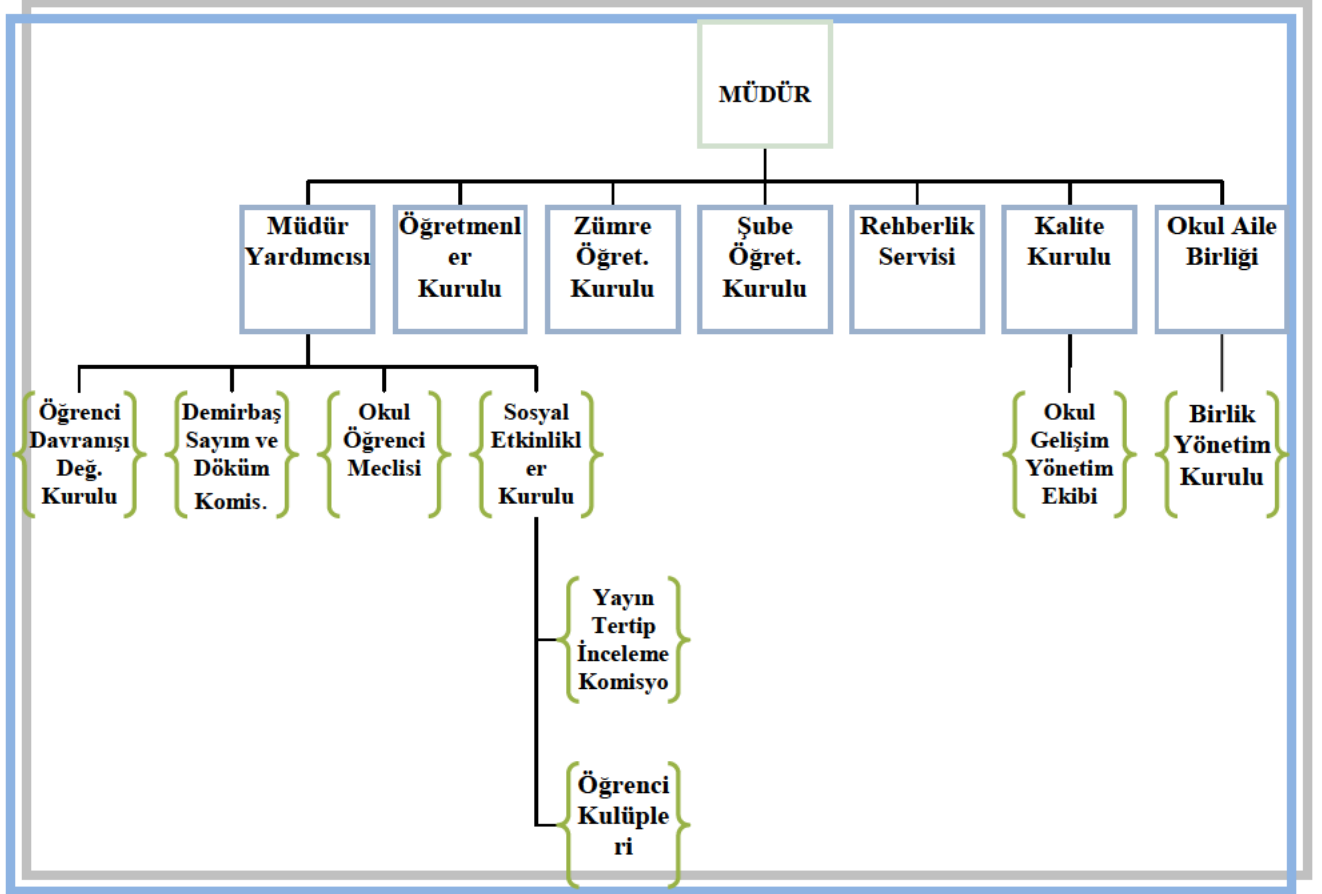 MÜDÜR
Müdür
Yardımcısı
Öğretmenl
er
Kurulu
Zümre
Öğret.
Kurulu
Şube
Öğret.
Kurulu
Rehberlik
Servisi
Kalite
Kurulu
Okul Aile
Birliği
Öğrenci
Davranışı
Değ.
Kurulu
Demirbaş
Sayım ve
Döküm
Komis.
Okul
Öğrenci
Meclisi
Sosyal
Etkinlikl
er
Kurulu
Okul
Gelişim
Yönetim
Ekibi
Birlik
Yönetim
Kurulu
Yayın
Tertip
İnceleme
Komisyo
Öğrenci
Kulüple
ri